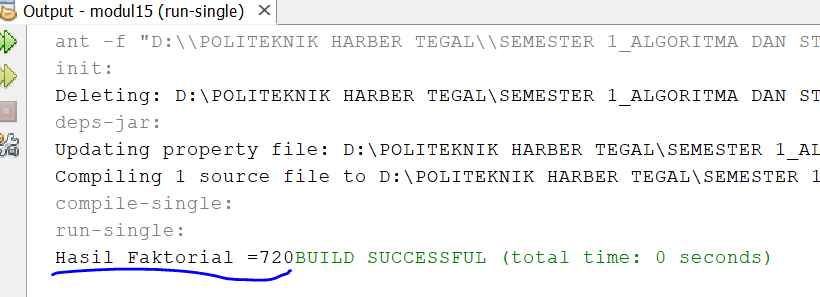 Output - modul15 (run-single)
ant -f "D:\\POLITEKNIK HARBER TEGAL\\SEMESTER 1_ALGORITMA DAN ST
init:
Deleting: D:\POLITEKNIK HARBER TEGAL\SEMESTER 1_ALGORITMA DAN ST
deps-jar:
Updating property file: D:\POLITEKNIK HARBER TEGAL\SEMESTER 1_AL
Compiling 1 source file to D:\POLITEKNIK HARBER TEGAL\SEMESTER 1
compile-single:
run-single:
Hasil Faktorial =720BUILD SUCCESSFUL (total time: 0 seconds)